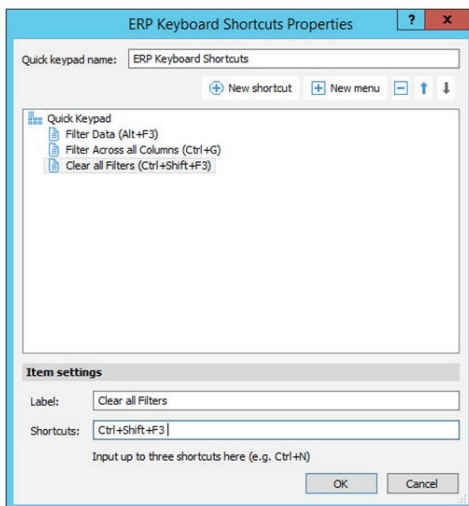 ERP Keyboard Shortcuts Properties
?
x
Quick keypad name: ERP Keyboard Shortcuts
New shortcut New menu
Quick Keypad
Filter Data (Alt+F3)
Filter Across all Columns (Ctrl+G)
Clear all Filters (Ctrl+Shift+F3)
Item settings
Label: Clear all Filters
Shortcuts: Ctrl+Shift+F3
Input up to three shortcuts here (e.g. Ctrl+N)
OK Cancel